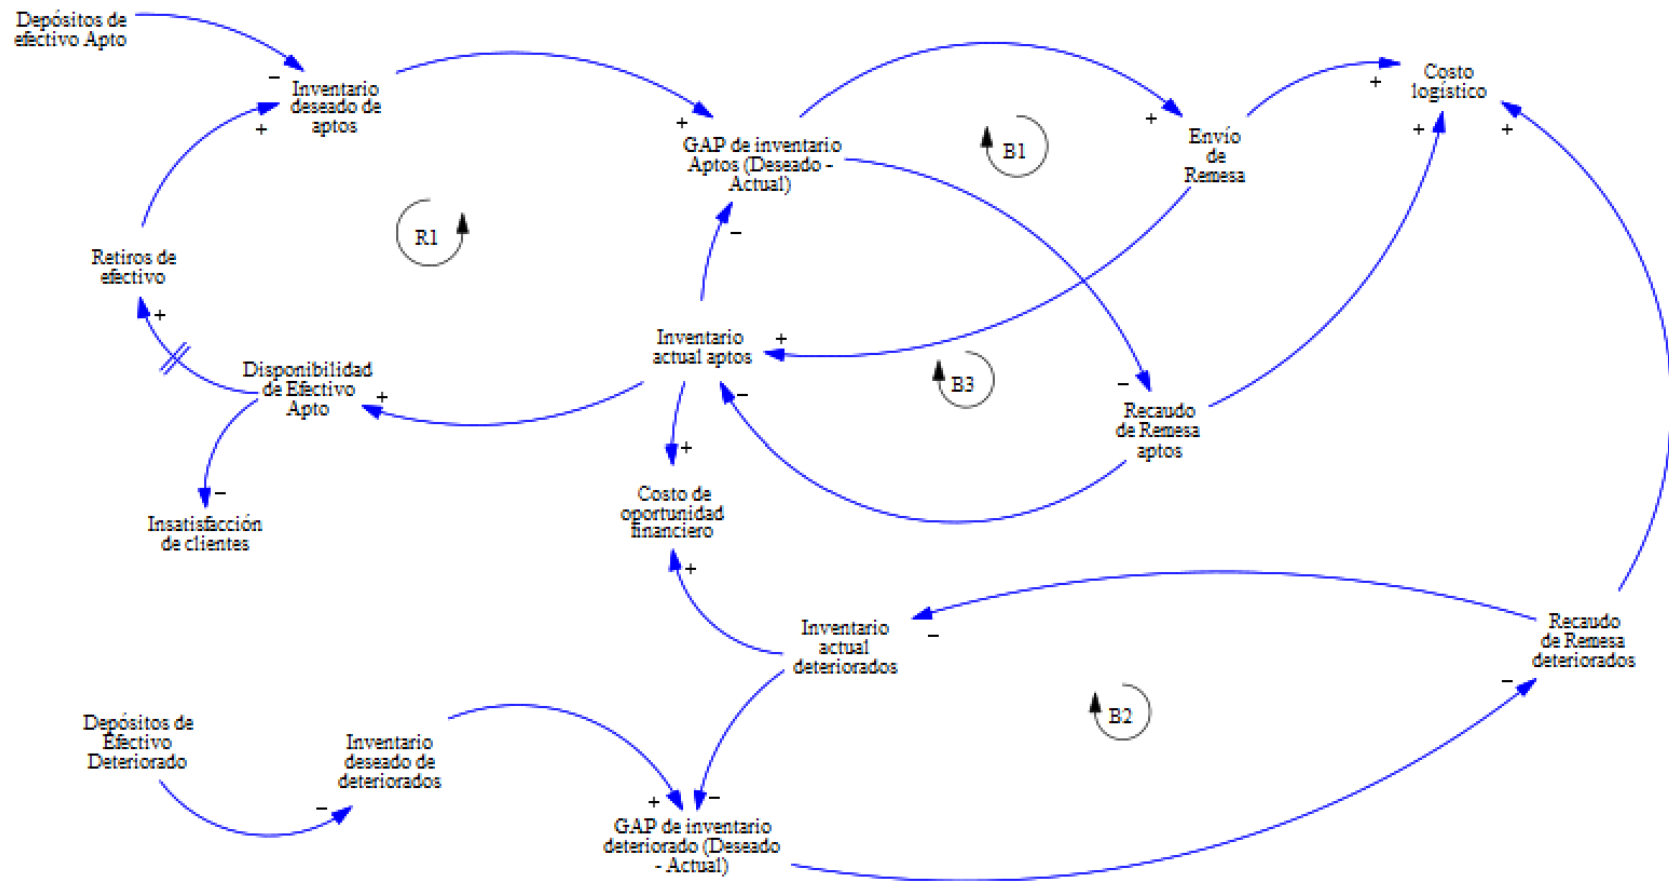 Depósitos de
efectivo Apto
–
Inventario
deseado de
aptos
+
+
GAP de inventario
Aptos (Deseado -
Actual)
B1
+
Envío
de
Remesa
+
Costo
logístico
+
+
R1
Retiros de
efectivo
+
–
Inventario
actual aptos
+
B3
–
Recaudo
de Remesa
aptos
–
Disponibilidad
de Efectivo
Apto
+
–
Insatisfacción
de clientes
+
Costo de
oportunidad
financiero
+
Inventario
actual
deteriorados
–
Recaudo
de Remesa
deteriorados
–
B2
Depósitos de
Efectivo
Deteriorado
–
Inventario
deseado de
deteriorados
+
–
GAP de inventario
deteriorado (Deseado
- Actual)